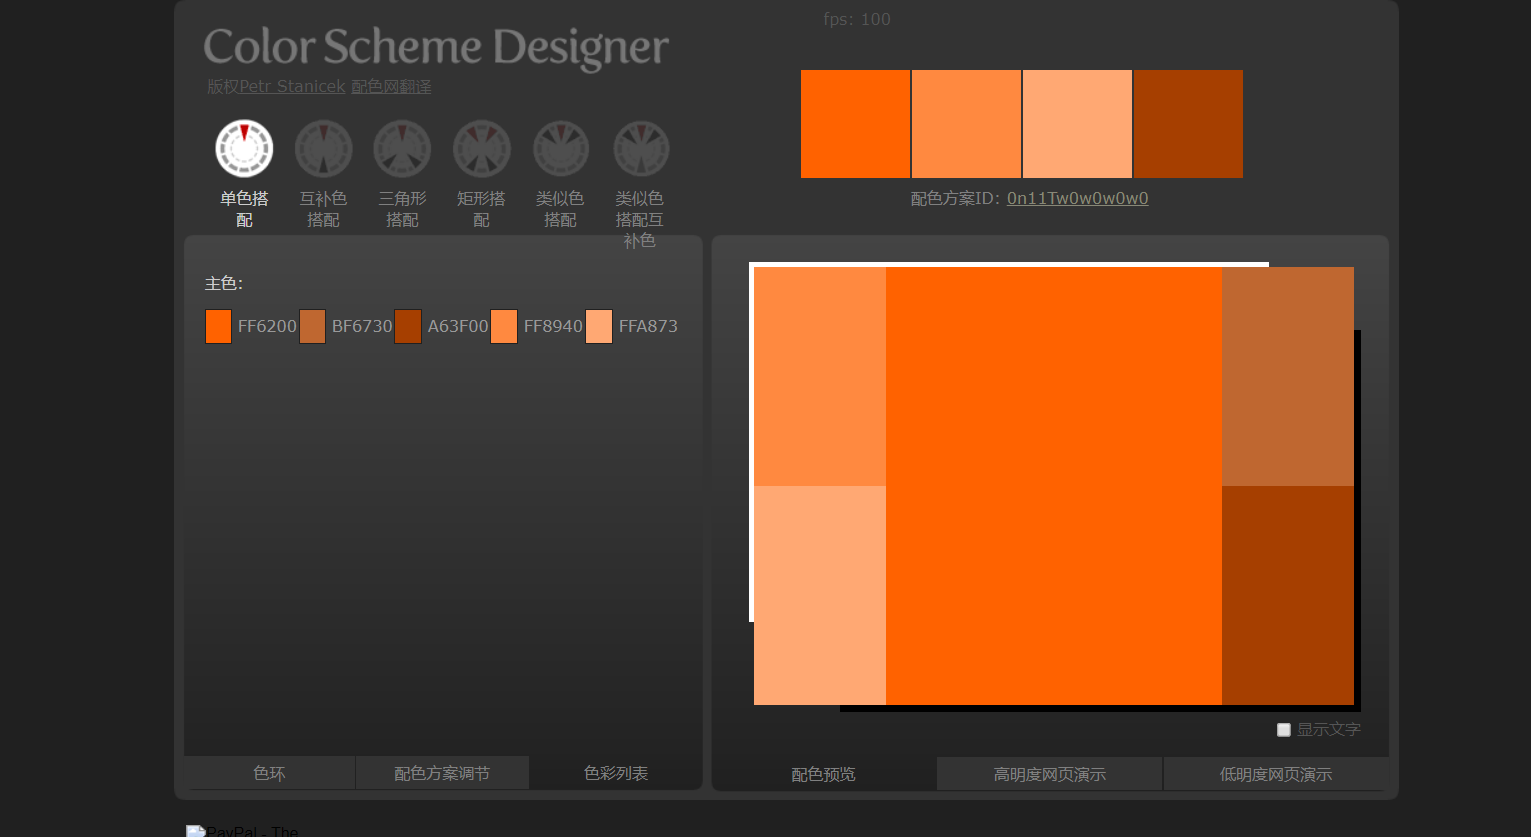 fps: 100
Color Scheme Designer
版权Petr Stanicek 配色网翻译
单色搭
配
互补色
搭配
三角形
搭配
矩形搭
配
类似色
搭配
类似色
搭配互
补色
配色方案ID: 0n11Tw0w0w0w0
主色:
FF6200 BF6730 A63F00 FF8940 FFA873
显示文字
色环 配色方案调节 色彩列表
配色预览 高明度网页演示 低明度网页演示
PayPal - The